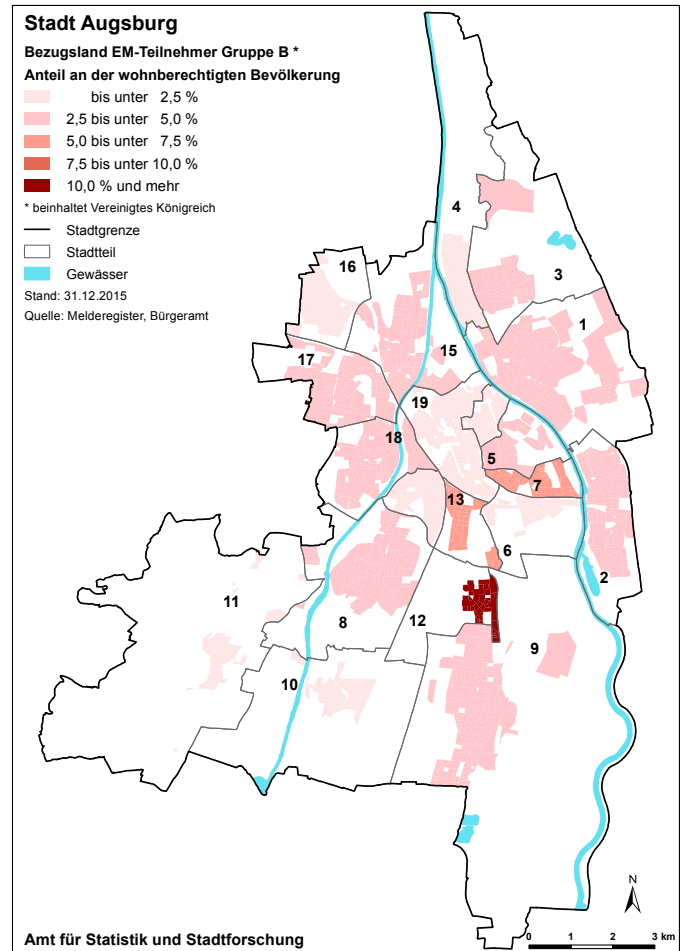 Stadt Augsburg
Bezugsland EM-Teilnehmer Gruppe B *
Anteil an der wohnberechtigten Bevölkerung
bis unter 2,5 %
2,5 bis unter 5,0 %
5,0 bis unter 7,5 %
7,5 bis unter 10,0 %
10,0 % und mehr
* beinhaltet Vereinigtes Königreich
Stadtgrenze
Stadtteil
Gewässer
Stand: 31.12.2015
Quelle: Melderegister, Bürgeramt
4
16
3
1
15
17
19
18
5
7
13
6
2
11
8
12
9
10
N
0 1 2 3 km
Amt für Statistik und Stadtforschung